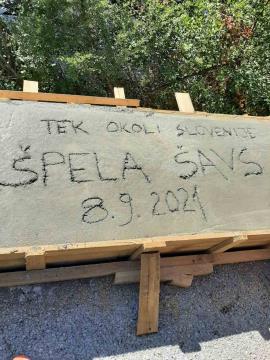 TEK OKOLI SLOVENIJE
ŠPELA ŠAVS
8.9.2021